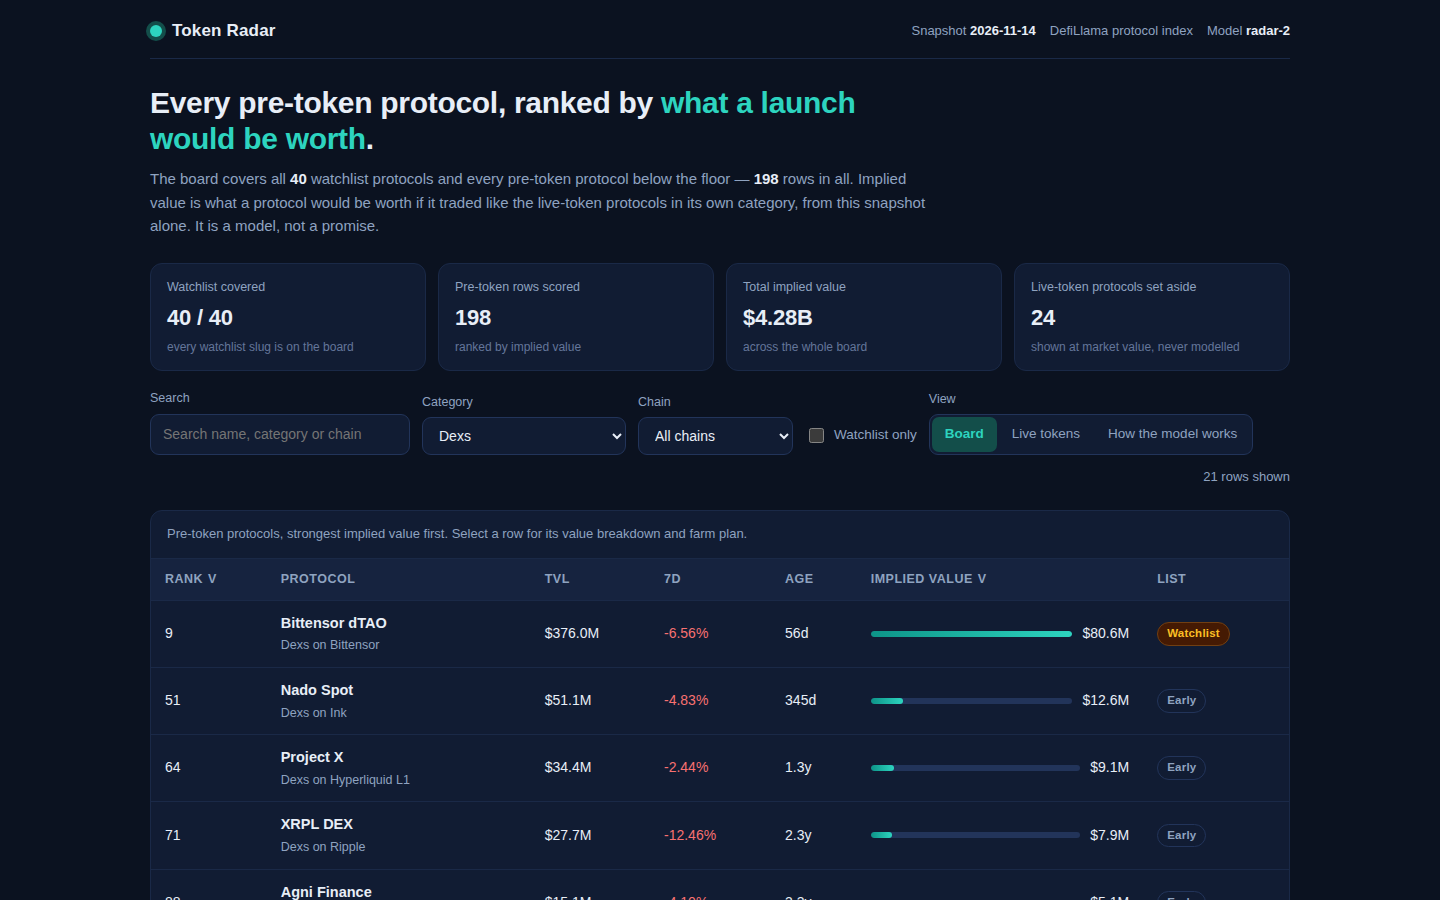 Token Radar
Snapshot 2026-11-14 DefiLlama protocol index Model radar-2
Every pre-token protocol, ranked by what a launch
would be worth.
The board covers all 40 watchlist protocols and every pre-token protocol below the floor — 198 rows in all. Implied
value is what a protocol would be worth if it traded like the live-token protocols in its own category, from this snapshot
alone. It is a model, not a promise.
Watchlist covered
40 / 40
every watchlist slug is on the board
Pre-token rows scored
198
ranked by implied value
Total implied value
$4.28B
across the whole board
Live-token protocols set aside
24
shown at market value, never modelled
Search
Search name, category or chain
Category
Dexs
Chain
All chains
Watchlist only
View
Board Live tokens How the model works
21 rows shown
Pre-token protocols, strongest implied value first. Select a row for its value breakdown and farm plan.
RANK V PROTOCOL TVL 7D AGE IMPLIED VALUE V LIST
9 Bittensor dTAO $376.0M -6.56% 56d $80.6M Watchlist
Dexs on Bittensor
51 Nado Spot $51.1M -4.83% 345d $12.6M Early
Dexs on Ink
64 Project X $34.4M -2.44% 1.3y $9.1M Early
Dexs on Hyperliquid L1
71 XRPL DEX $27.7M -12.46% 2.3y $7.9M Early
Dexs on Ripple
Agni Finance